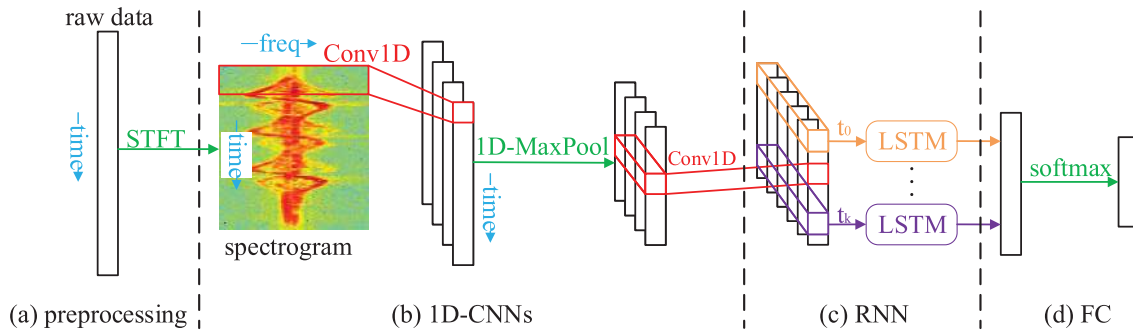 raw data
–time→
STFT
–freq→
Conv1D
–time→
spectrogram
1D-MaxPool
–time→
Conv1D
t₀
LSTM
⋮
tₖ
LSTM
softmax
(a) preprocessing
(b) 1D-CNNs
(c) RNN
(d) FC